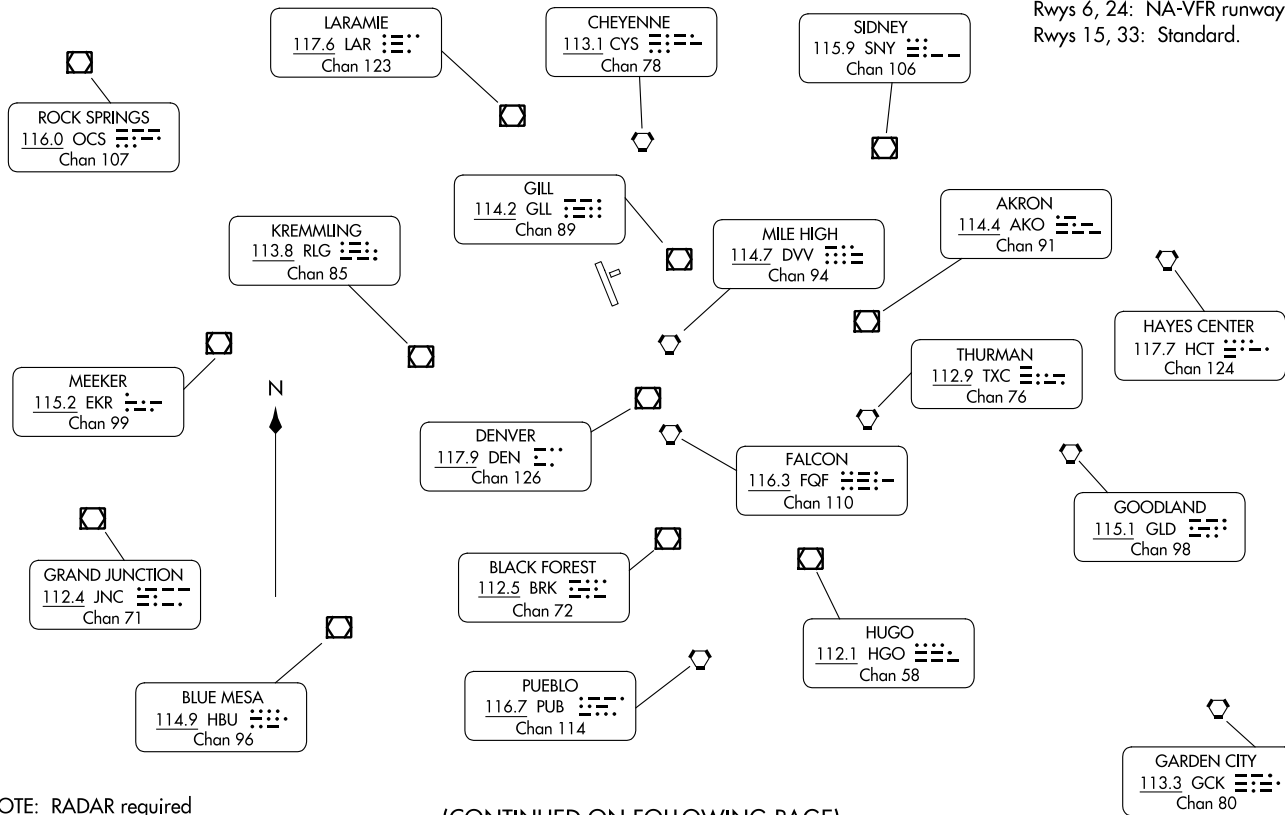 Rwys 6, 24: NA-VFR runway
Rwys 15, 33: Standard.
LARAMIE
117.6 LAR
Chan 123
CHEYENNE
113.1 CYS
Chan 78
SIDNEY
115.9 SNY
Chan 106
ROCK SPRINGS
116.0 OCS
Chan 107
GILL
114.2 GLL
Chan 89
AKRON
114.4 AKO
Chan 91
KREMMLING
113.8 RLG
Chan 85
MILE HIGH
114.7 DVV
Chan 94
HAYES CENTER
117.7 HCT
Chan 124
THURMAN
112.9 TXC
Chan 76
MEEKER
115.2 EKR
Chan 99
N
DENVER
117.9 DEN
Chan 126
FALCON
116.3 FQF
Chan 110
GOODLAND
115.1 GLD
Chan 98
GRAND JUNCTION
112.4 JNC
Chan 71
BLACK FOREST
112.5 BRK
Chan 72
HUGO
112.1 HGO
Chan 58
BLUE MESA
114.9 HBU
Chan 96
PUEBLO
116.7 PUB
Chan 114
GARDEN CITY
113.3 GCK
Chan 80
OTE: RADAR required
(CONTINUED ON FOLLOWING PAGE)